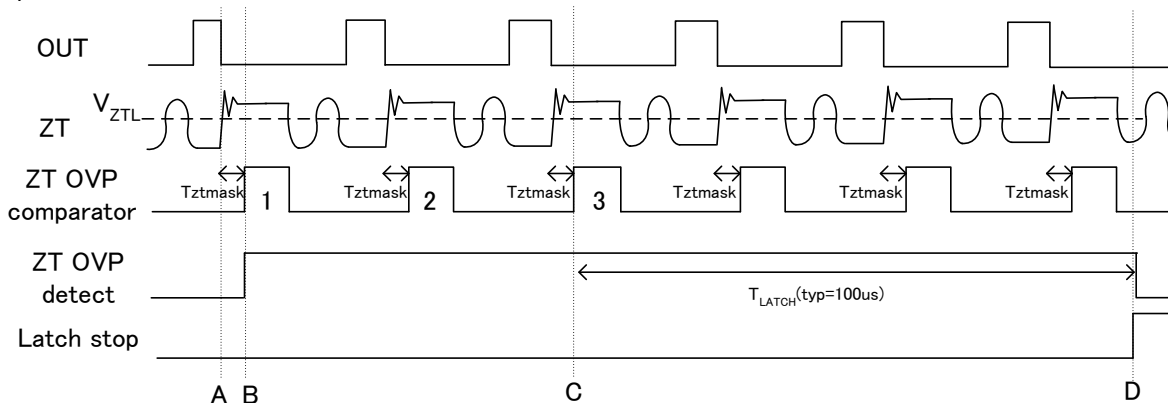 OUT
V_ZTL
ZT
ZT OVP
comparator
Tztmask
1
Tztmask
2
Tztmask
3
Tztmask
Tztmask
Tztmask
ZT OVP
detect
T_LATCH(typ=100us)
Latch stop
A B C D